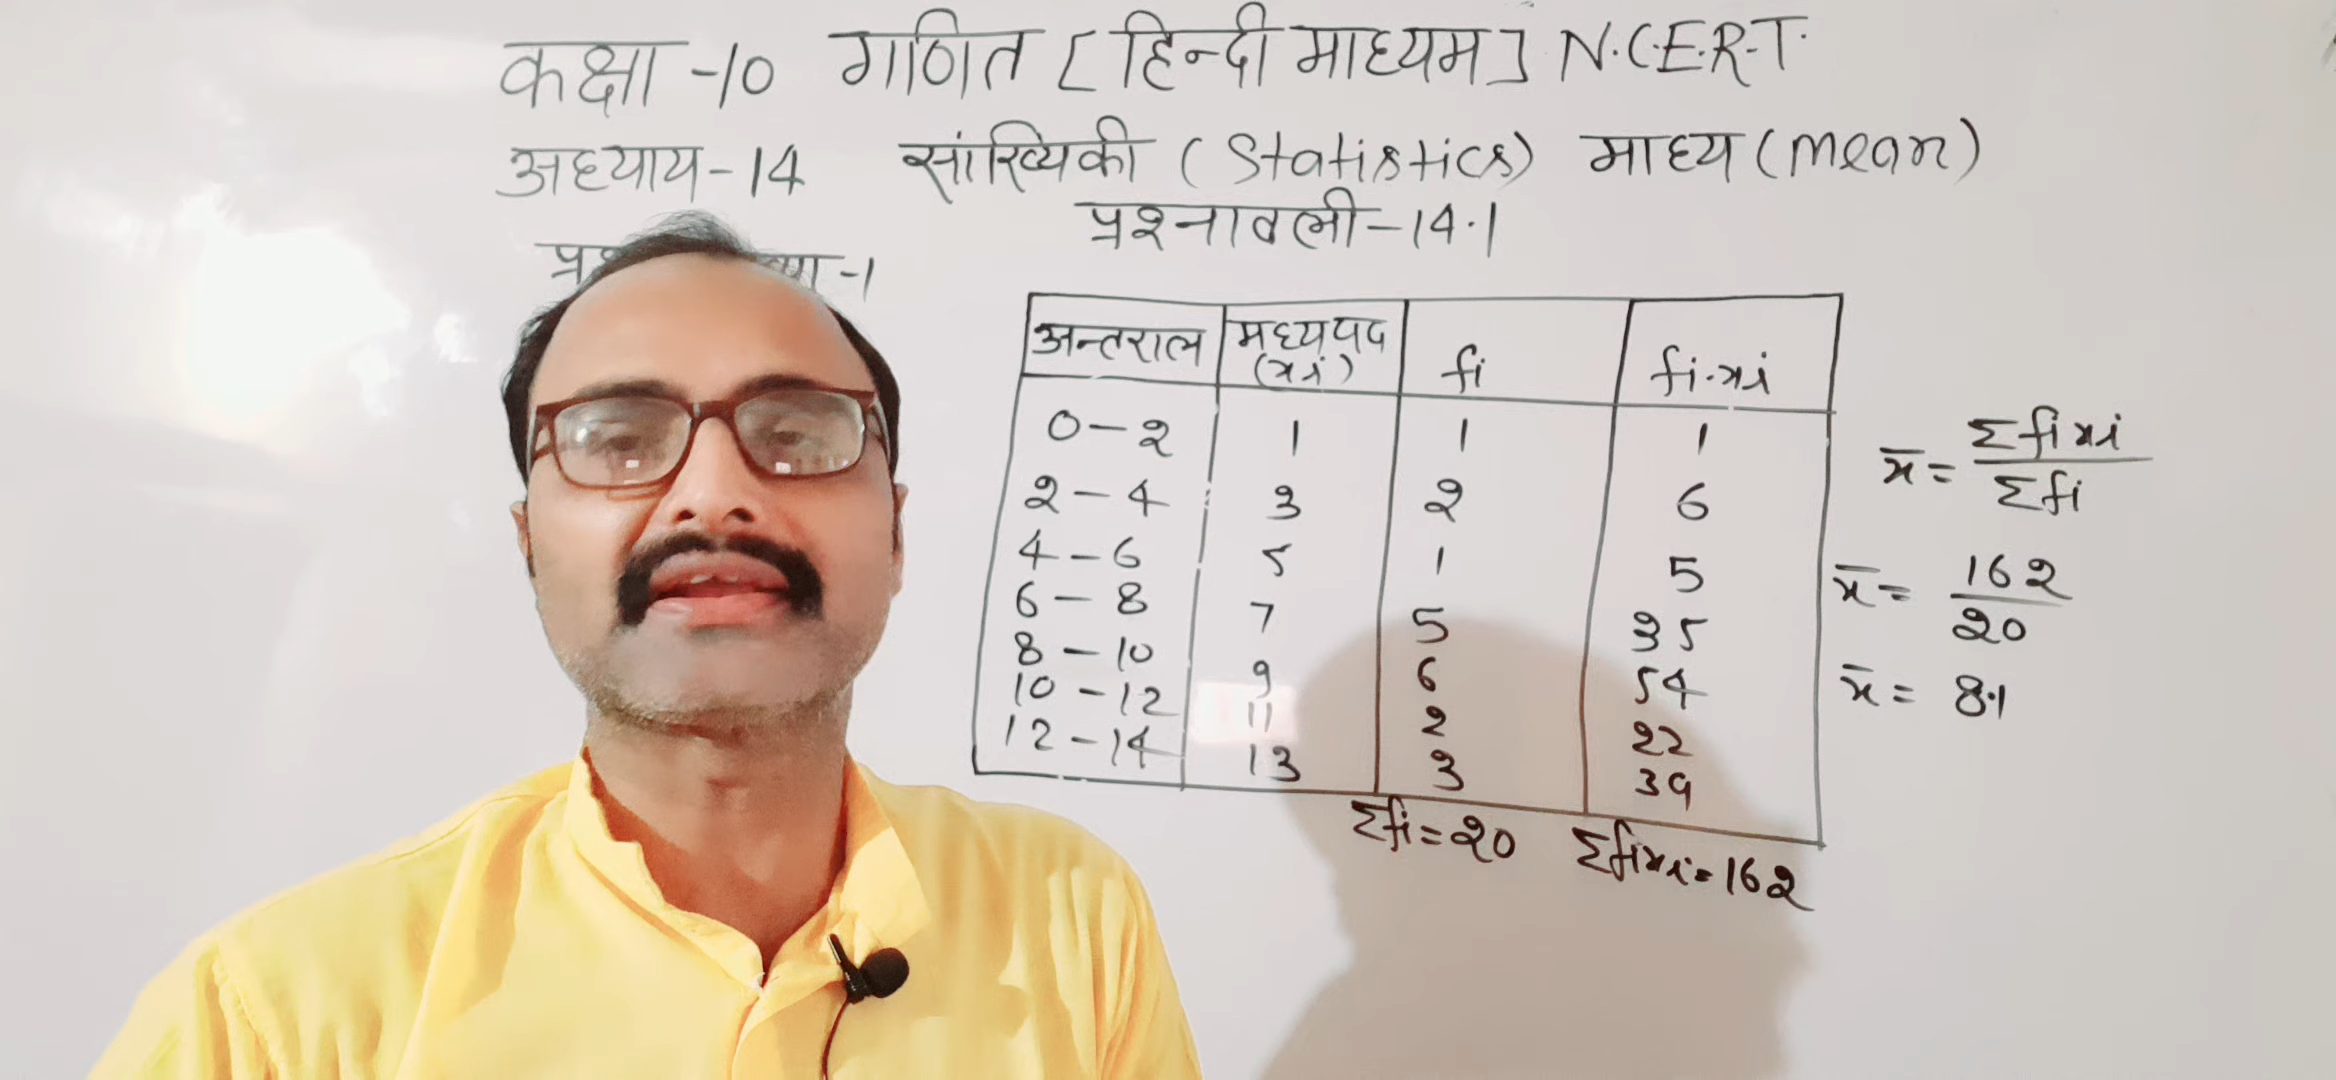 कक्षा -10 गणित [हिन्दी माध्यम] N.C.E.R.T.
अध्याय-14 सांख्यिकी (Statistics) माध्य (mean)
प्रश्नावली-14.1
-1
अन्तराल मध्यपद (xi) fi fi.xi
0-2 1 1 1
2-4 3 2 6
4-6 5 1 5
6-8 7 5 35
8-10 9 6 54
10-12 11 2 22
12-14 13 3 39
Σfi=20 Σfixi=162
x̄ = Σfixi / Σfi
x̄ = 162 / 20
x̄ = 8.1